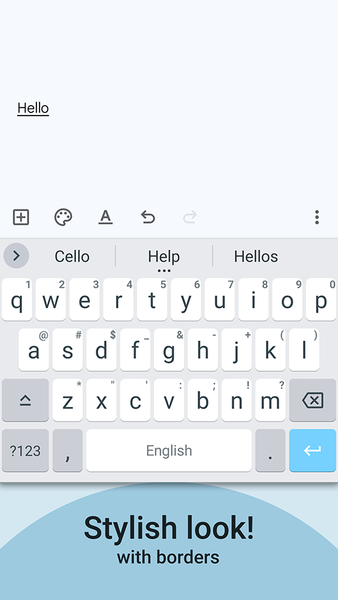 Hello
A
Cello Help Hellos
1 2 3 4 5 6 7 8 9 0
q w e r t y u i o p
@ # $ _ & - + ( )
a s d f g h j k l
* " ' : ; ! ?
z x c v b n m
?123 , English .
Stylish look!
with borders